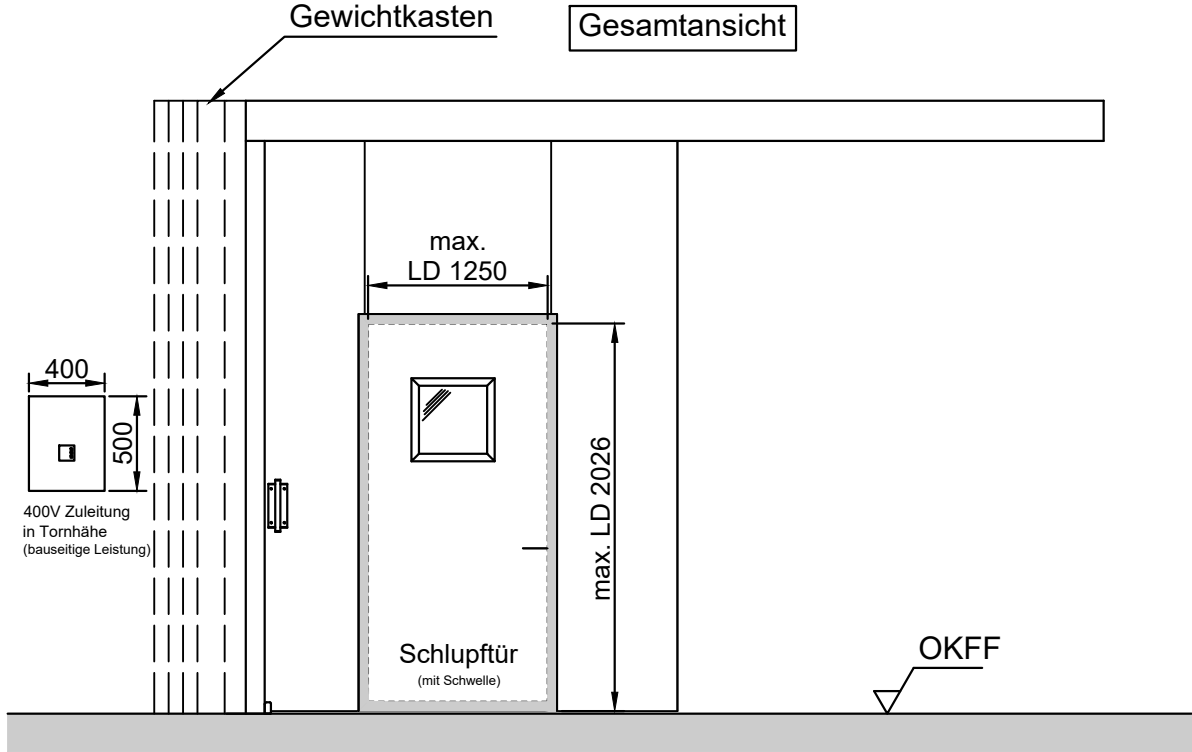 Gewichtkasten
Gesamtansicht
max.
LD 1250
400
500
400V Zuleitung
in Tornhähe
(bauseitige Leistung)
max. LD 2026
Schlupftür
(mit Schwelle)
OKFF